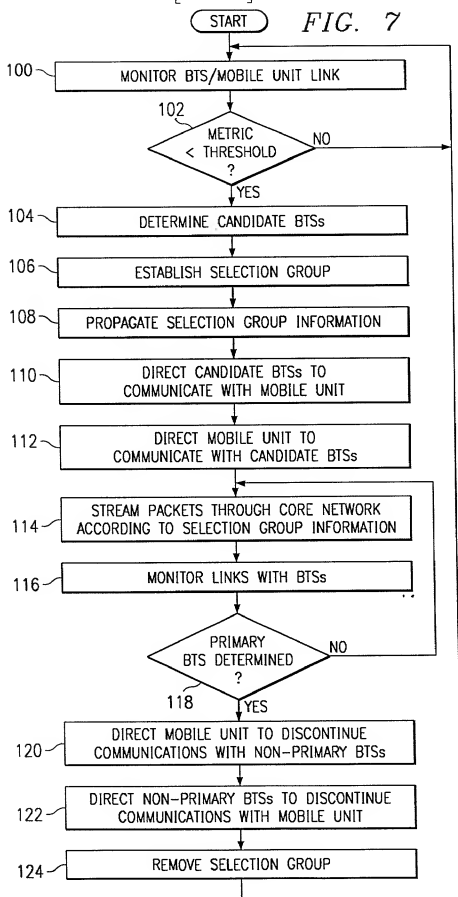 START
FIG. 7
100
MONITOR BTS/MOBILE UNIT LINK
102
METRIC
< THRESHOLD
?
NO
YES
104
DETERMINE CANDIDATE BTSs
106
ESTABLISH SELECTION GROUP
108
PROPAGATE SELECTION GROUP INFORMATION
110
DIRECT CANDIDATE BTSs TO
COMMUNICATE WITH MOBILE UNIT
112
DIRECT MOBILE UNIT TO
COMMUNICATE WITH CANDIDATE BTSs
114
STREAM PACKETS THROUGH CORE NETWORK
ACCORDING TO SELECTION GROUP INFORMATION
116
MONITOR LINKS WITH BTSs
PRIMARY
BTS DETERMINED
?
NO
118
YES
120
DIRECT MOBILE UNIT TO DISCONTINUE
COMMUNICATIONS WITH NON-PRIMARY BTSs
122
DIRECT NON-PRIMARY BTSs TO DISCONTINUE
COMMUNICATIONS WITH MOBILE UNIT
124
REMOVE SELECTION GROUP